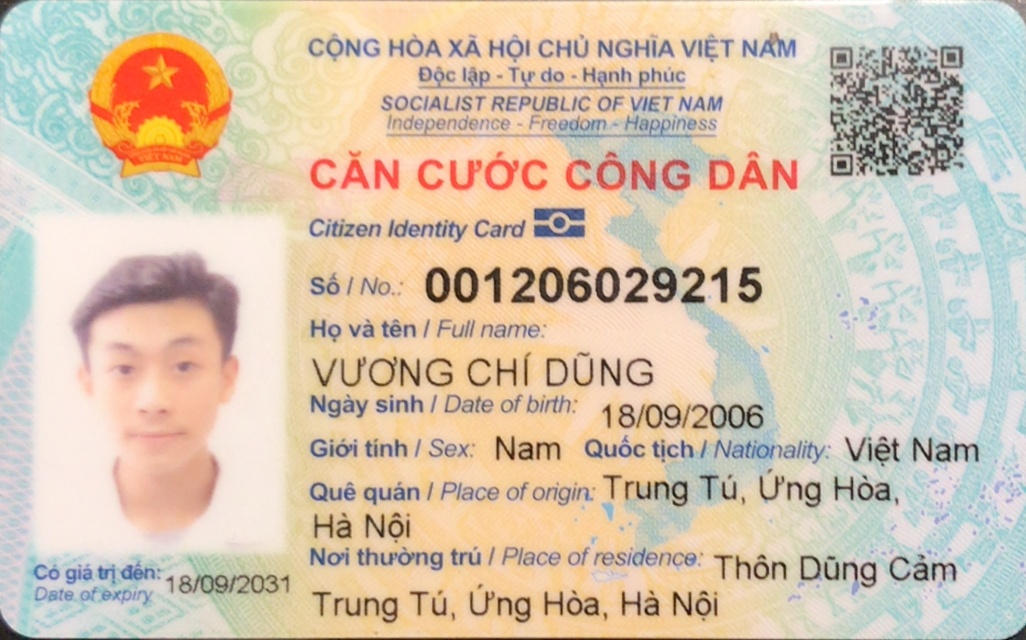 CỘNG HÒA XÃ HỘI CHỦ NGHĨA VIỆT NAM
Độc lập - Tự do - Hạnh phúc
SOCIALIST REPUBLIC OF VIET NAM
Independence - Freedom - Happiness
CĂN CƯỚC CÔNG DÂN
Citizen Identity Card
Số / No.: 001206029215
Họ và tên / Full name:
VƯƠNG CHÍ DŨNG
Ngày sinh / Date of birth: 18/09/2006
Giới tính / Sex: Nam Quốc tịch / Nationality: Việt Nam
Quê quán / Place of origin: Trung Tú, Ứng Hòa,
Hà Nội
Nơi thường trú / Place of residence: Thôn Dũng Cảm
Trung Tú, Ứng Hòa, Hà Nội
Có giá trị đến: 18/09/2031
Date of expiry
VIỆT NAM